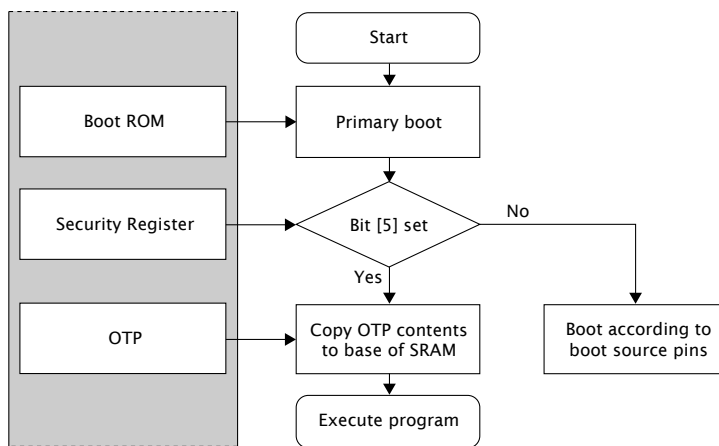 Start
Boot ROM
Primary boot
Security Register
Bit [5] set
No
Yes
OTP
Copy OTP contents
to base of SRAM
Boot according to
boot source pins
Execute program